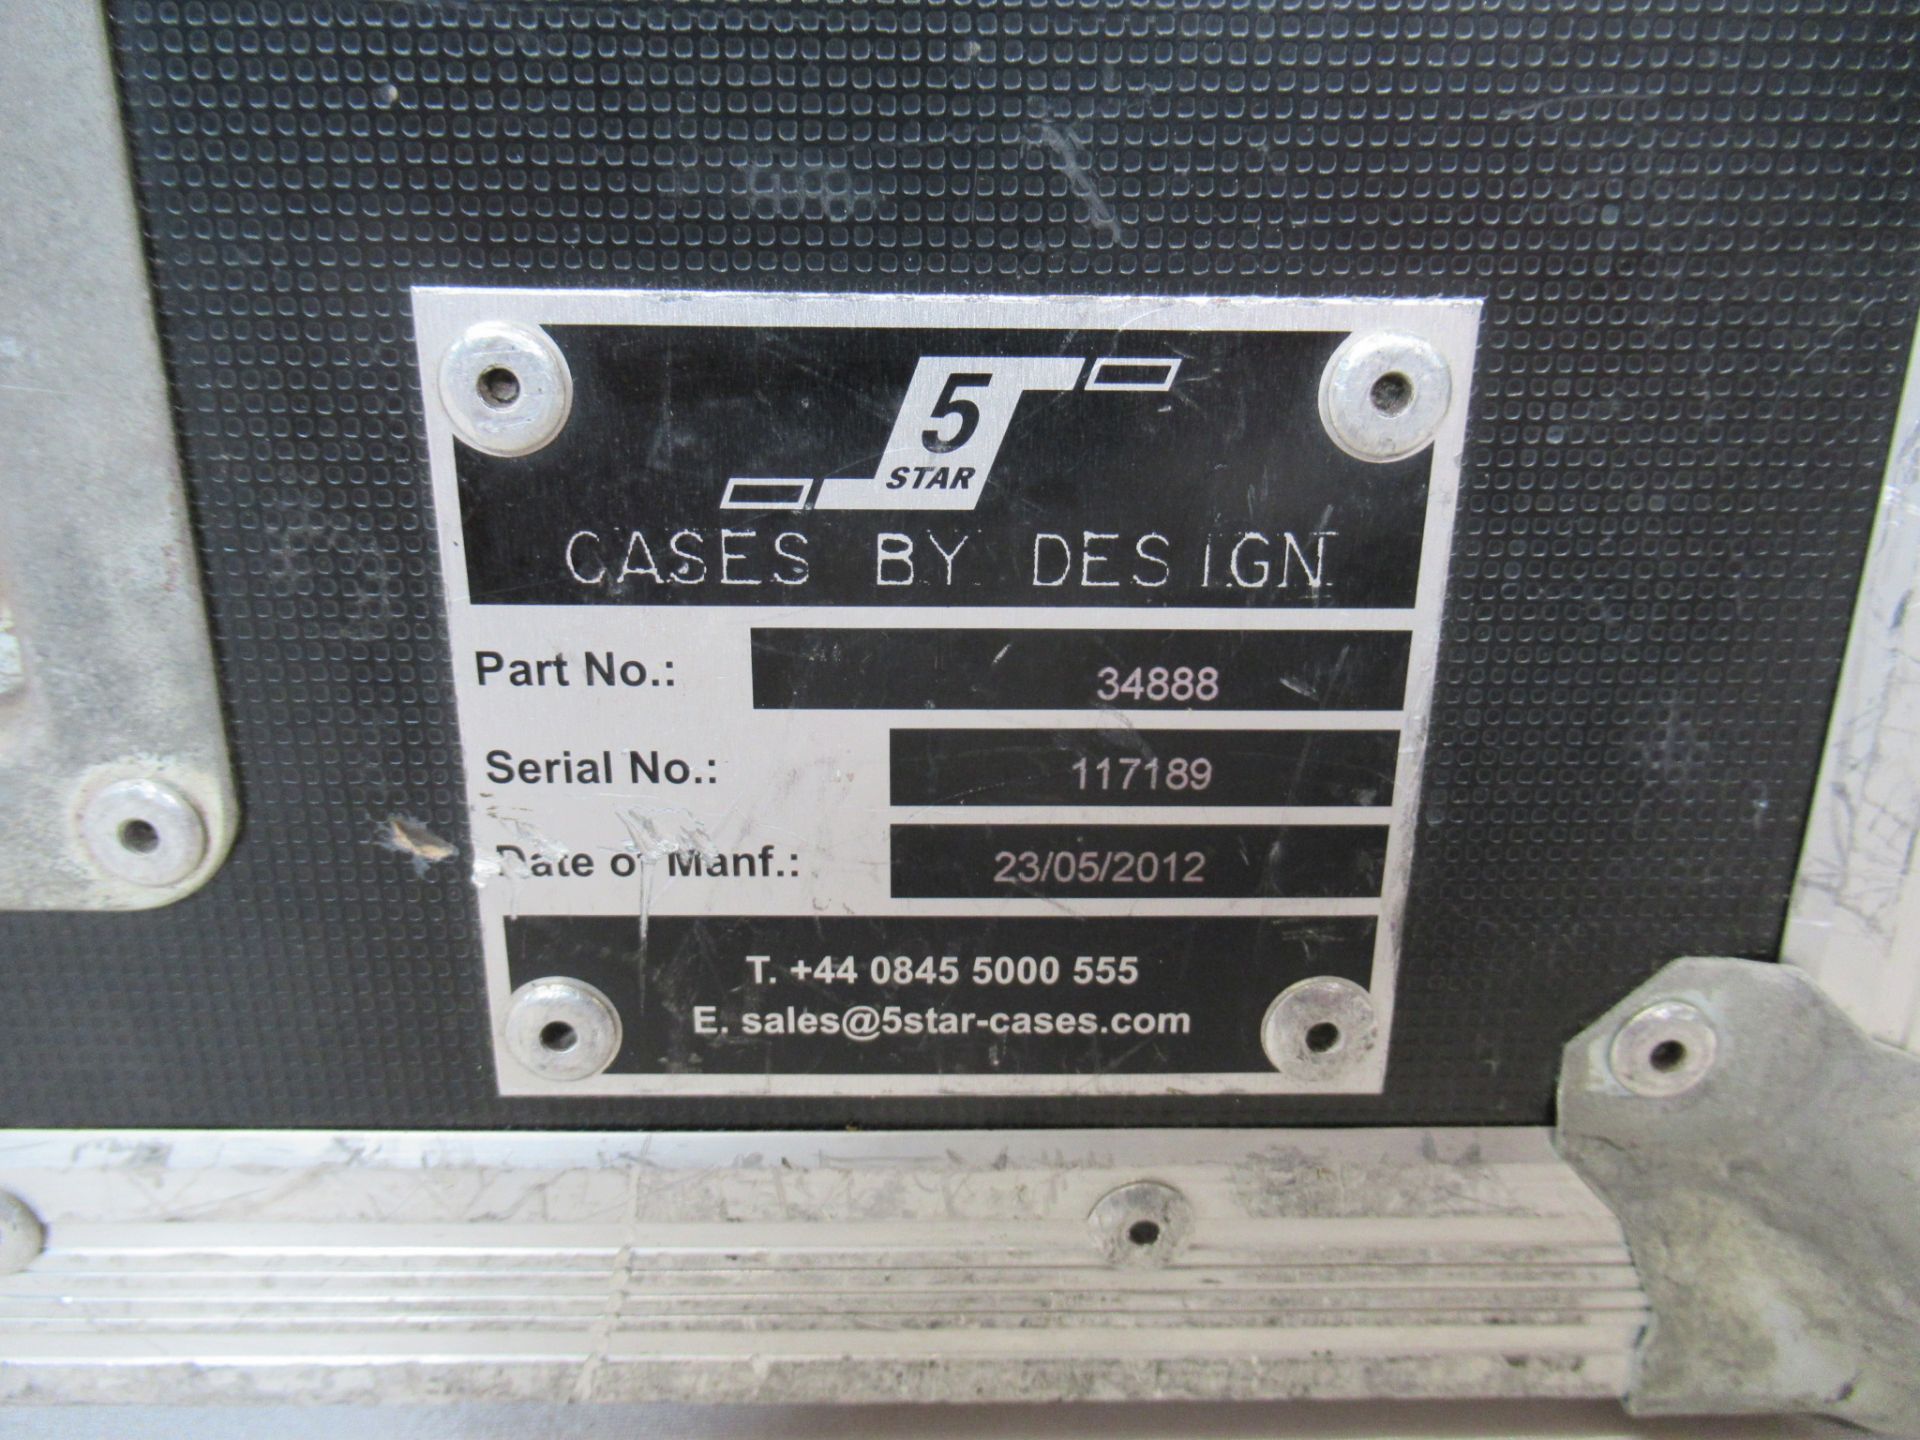 5
STAR
CASES BY DESIGN
Part No.: 34888
Serial No.: 117189
Date of Manf.: 23/05/2012
T. +44 0845 5000 555
E. sales@5star-cases.com